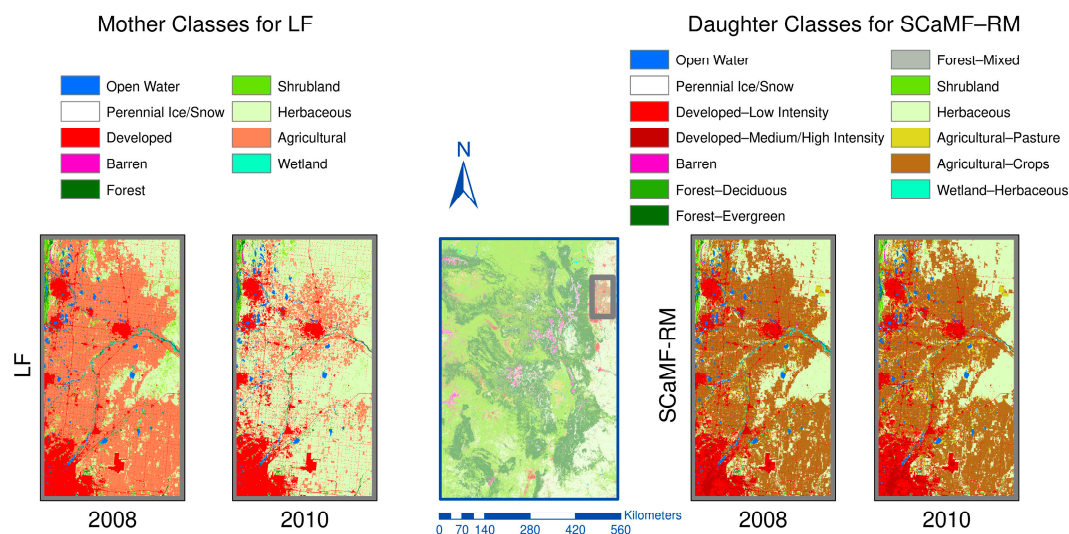 Mother Classes for LF
Open Water
Perennial Ice/Snow
Developed
Barren
Forest
Shrubland
Herbaceous
Agricultural
Wetland
N
Daughter Classes for SCaMF–RM
Open Water
Perennial Ice/Snow
Developed–Low Intensity
Developed–Medium/High Intensity
Barren
Forest–Deciduous
Forest–Evergreen
Forest–Mixed
Shrubland
Herbaceous
Agricultural–Pasture
Agricultural–Crops
Wetland–Herbaceous
LF
2008
2010
Kilometers
0 70 140 280 420 560
SCaMF-RM
2008
2010